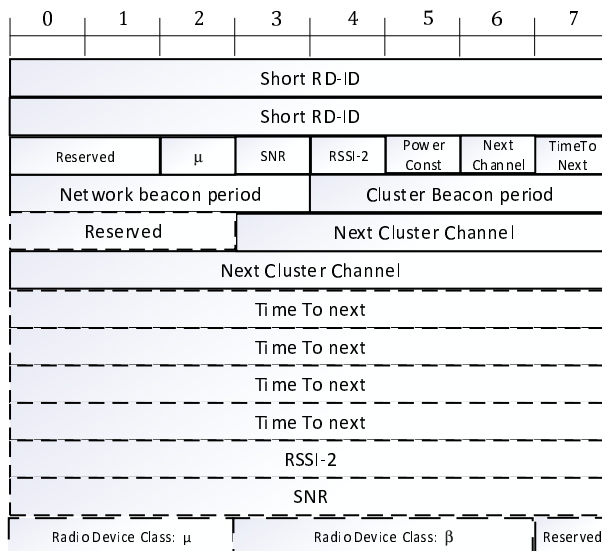 0 1 2 3 4 5 6 7
Short RD-ID
Short RD-ID
Reserved μ SNR RSSI-2 Power Const Next Channel TimeTo Next
Network beacon period Cluster Beacon period
Reserved Next Cluster Channel
Next Cluster Channel
Time To next
Time To next
Time To next
Time To next
RSSI-2
SNR
Radio Device Class: μ Radio Device Class: β Reserved